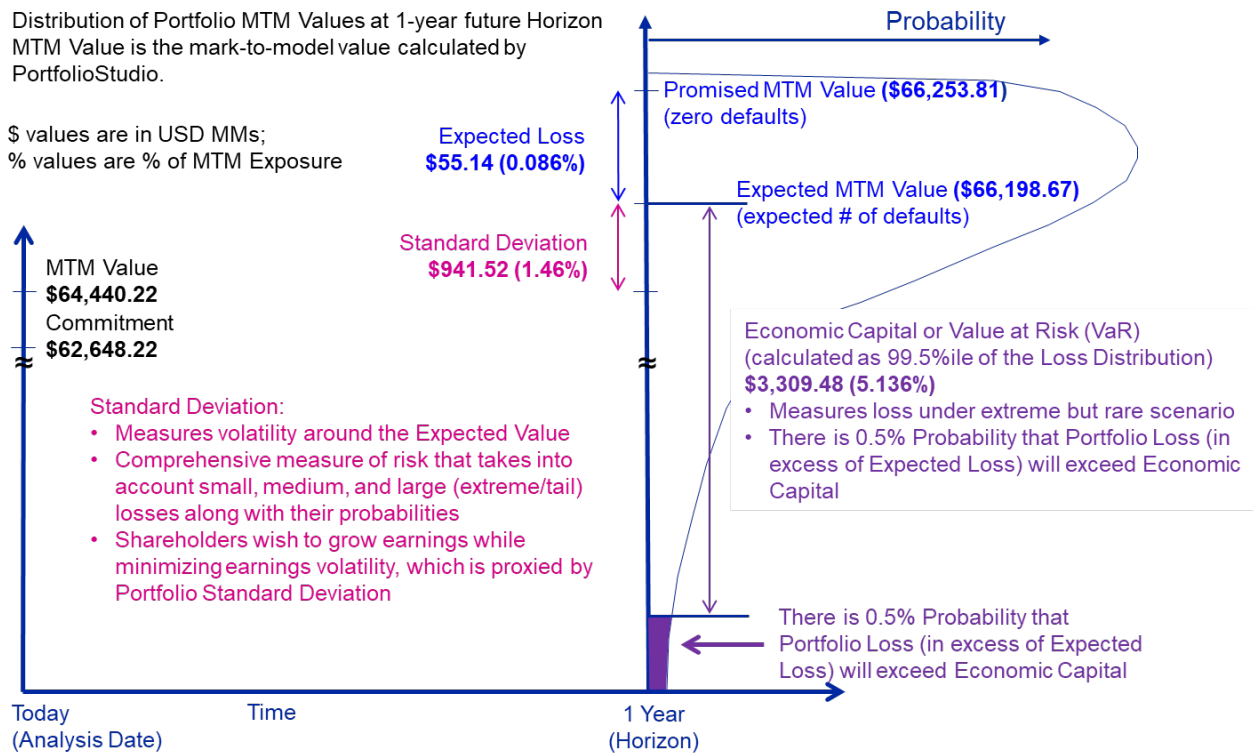 Distribution of Portfolio MTM Values at 1-year future Horizon
MTM Value is the mark-to-model value calculated by
PortfolioStudio.
$ values are in USD MMs;
% values are % of MTM Exposure
Probability
Promised MTM Value ($66,253.81)
(zero defaults)
Expected Loss
$55.14 (0.086%)
Expected MTM Value ($66,198.67)
(expected # of defaults)
Standard Deviation
$941.52 (1.46%)
MTM Value
$64,440.22
Commitment
$62,648.22
≈
≈
Economic Capital or Value at Risk (VaR)
(calculated as 99.5%ile of the Loss Distribution)
$3,309.48 (5.136%)
• Measures loss under extreme but rare scenario
• There is 0.5% Probability that Portfolio Loss (in
excess of Expected Loss) will exceed Economic
Capital
Standard Deviation:
• Measures volatility around the Expected Value
• Comprehensive measure of risk that takes into
account small, medium, and large (extreme/tail)
losses along with their probabilities
• Shareholders wish to grow earnings while
minimizing earnings volatility, which is proxied by
Portfolio Standard Deviation
There is 0.5% Probability that
Portfolio Loss (in excess of Expected
Loss) will exceed Economic Capital
Today
(Analysis Date)
Time
1 Year
(Horizon)